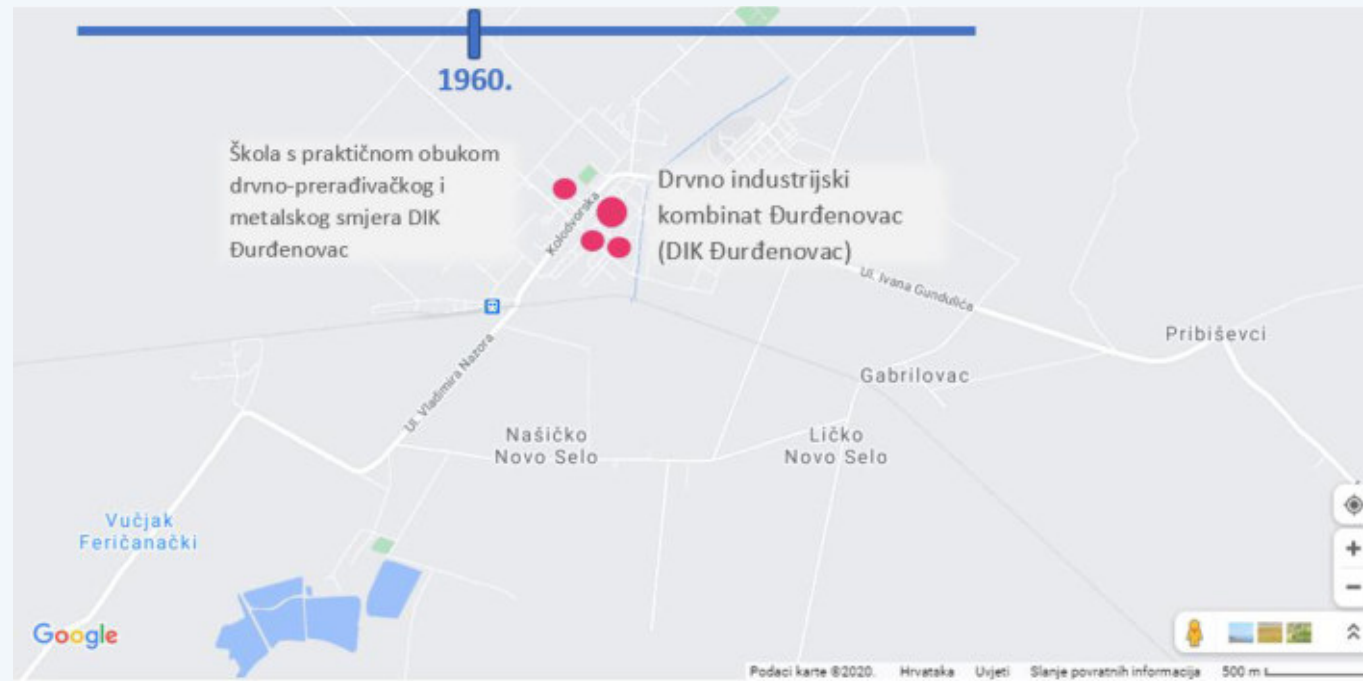 1960.
Škola s praktičnom obukom
drvno-prerađivačkog i
metalskog smjera DIK
Đurđenovac
Drvno industrijski
kombinat Đurđenovac
(DIK Đurđenovac)
Kolodvorska
Ul. Ivana Gundulića
Pribiševci
Gabrilovac
Ul. Vladimira Nazora
Našičko
Novo Selo
Ličko
Novo Selo
Vučjak
Feričanački
Google
Podaci karte ©2020. Hrvatska Uvjeti Slanje povratnih informacija 500 m